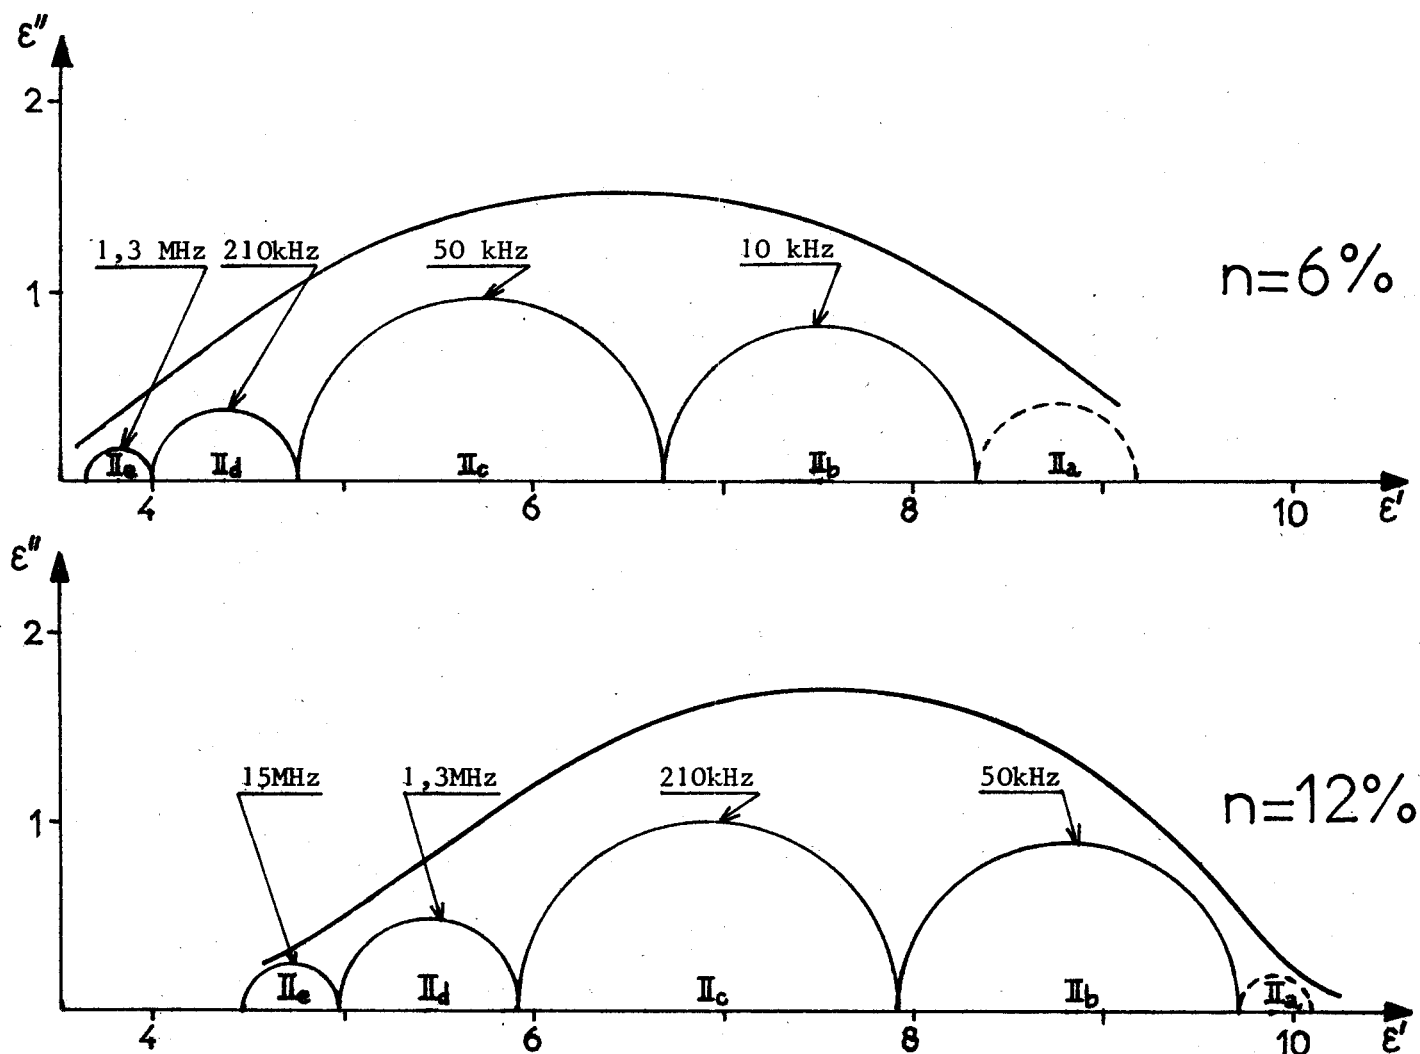 ε"
2
1,3 MHz 210kHz 50 kHz 10 kHz
n=6%
1
IIe IId IIc IIb IIa
4 6 8 10 ε'
ε"
2
15MHz 1,3MHz 210kHz 50kHz
n=12%
1
IIe IId IIc IIb IIa
4 6 8 10 ε'